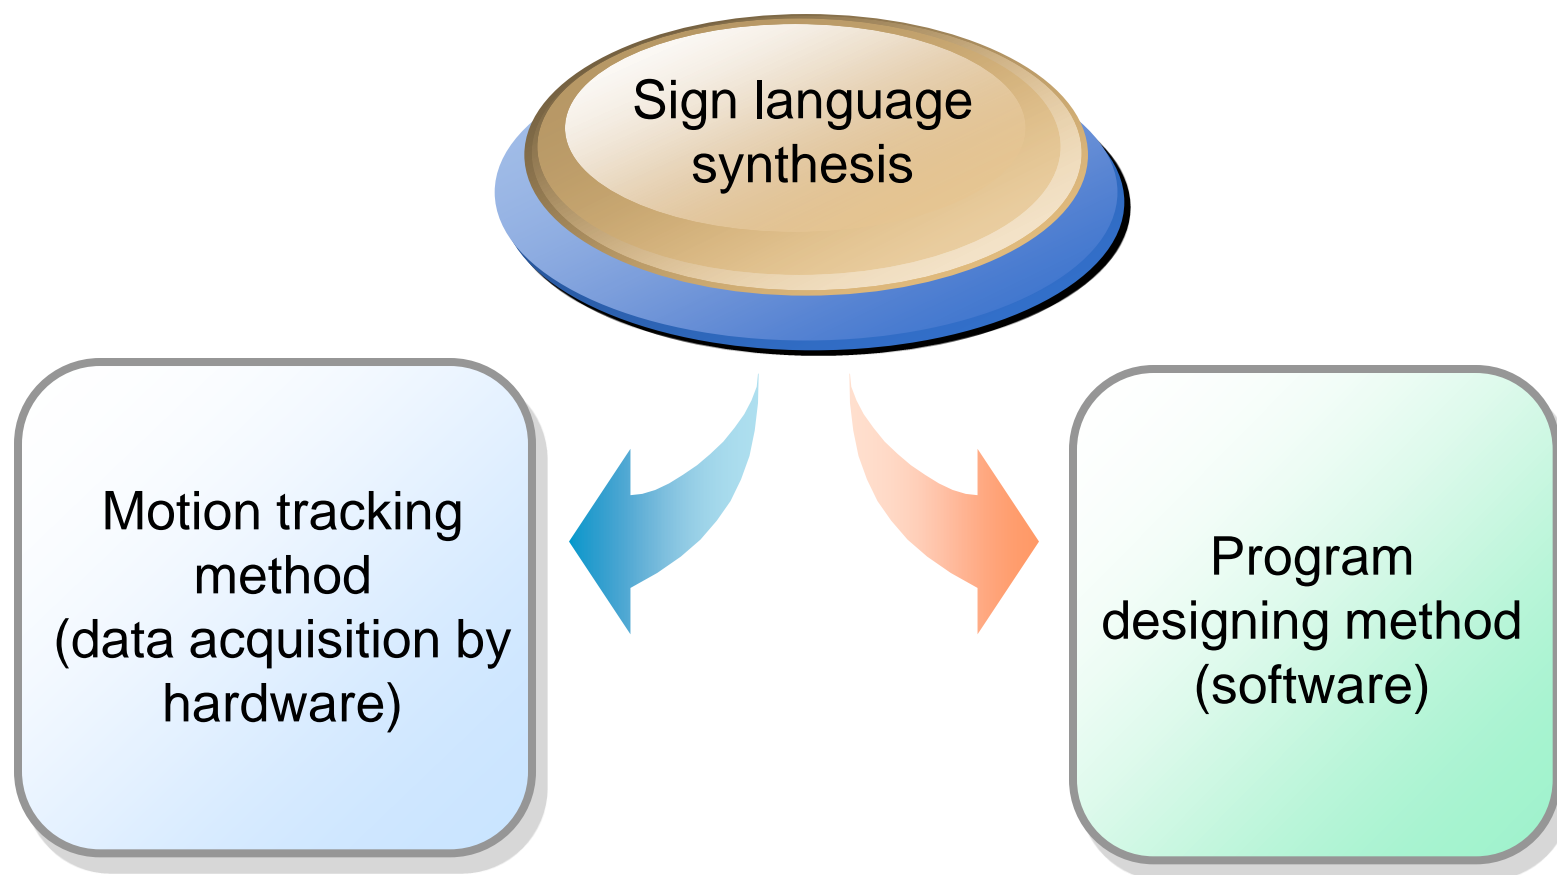 Sign language
synthesis
Motion tracking
method
(data acquisition by
hardware)
Program
designing method
(software)